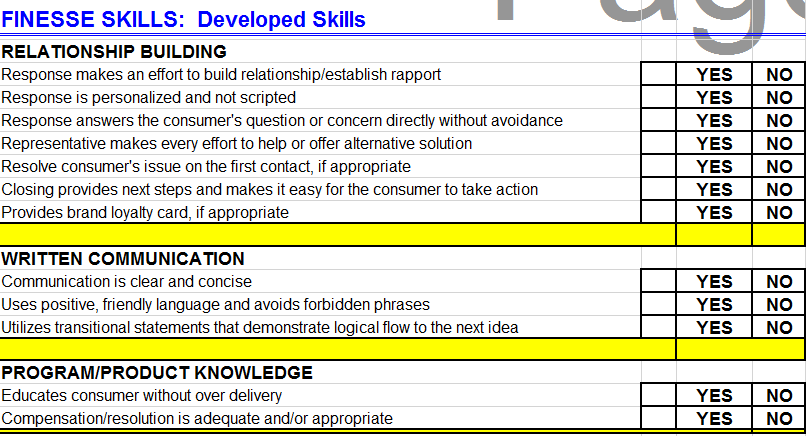 FINESSE SKILLS: Developed Skills
RELATIONSHIP BUILDING
Response makes an effort to build relationship/establish rapport YES NO
Response is personalized and not scripted YES NO
Response answers the consumer's question or concern directly without avoidance YES NO
Representative makes every effort to help or offer alternative solution YES NO
Resolve consumer's issue on the first contact, if appropriate YES NO
Closing provides next steps and makes it easy for the consumer to take action YES NO
Provides brand loyalty card, if appropriate YES NO
WRITTEN COMMUNICATION
Communication is clear and concise YES NO
Uses positive, friendly language and avoids forbidden phrases YES NO
Utilizes transitional statements that demonstrate logical flow to the next idea YES NO
PROGRAM/PRODUCT KNOWLEDGE
Educates consumer without over delivery YES NO
Compensation/resolution is adequate and/or appropriate YES NO